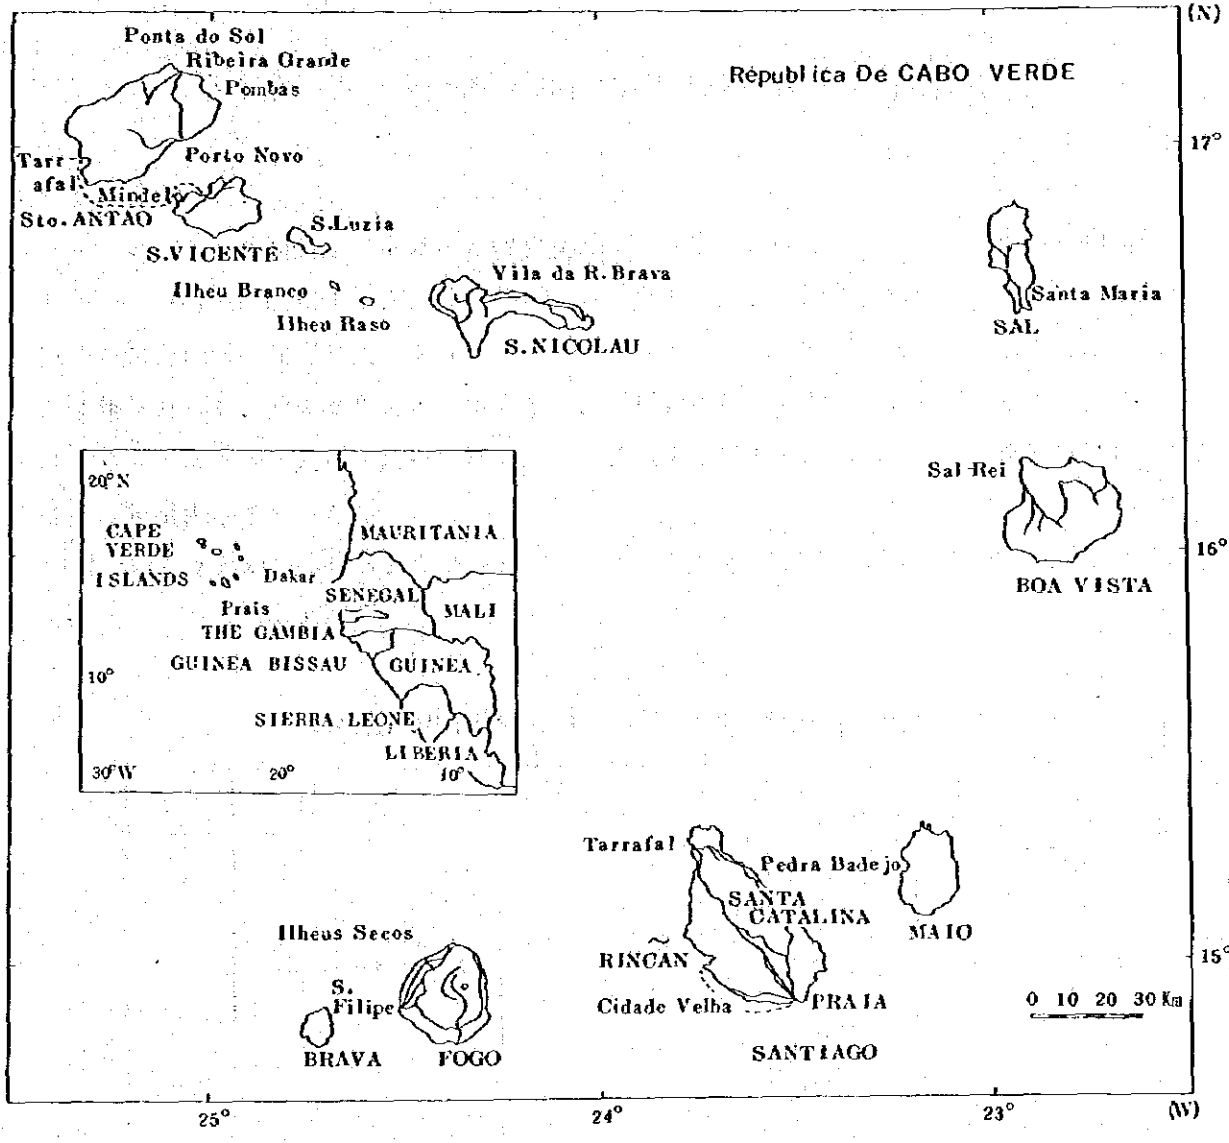 (N)
Ponta do Sol
Ribeira Grande
Pombas
Républica De CABO VERDE
17°
Tarr
afal
Porto Novo
Mindelo
Sto. ANTAO
S.Luzia
S.VICENTE
Ilheu Branco
Vila da R. Brava
Ilheu Raso
S.NICOLAU
Santa Maria
SAL
20°N
MAURITANIA
CAPE
VERDE
ISLANDS
Dakar
SENEGAL
Prais
MALI
THE GAMBIA
GUINEA BISSAU
GUINEA
10°
SIERRA LEONE
LIBERIA
30°W
20°
10°
Sal-Rei
16°
BOA VISTA
Tarrafal
Pedra Badejo
SANTA
CATALINA
MAIO
RINCAN
15°
Cidade Velha
PRAIA
SANTIAGO
Ilheus Secos
S.
Filipe
BRAVA
FOGO
0 10 20 30 Km
25°
24°
23°
(W)